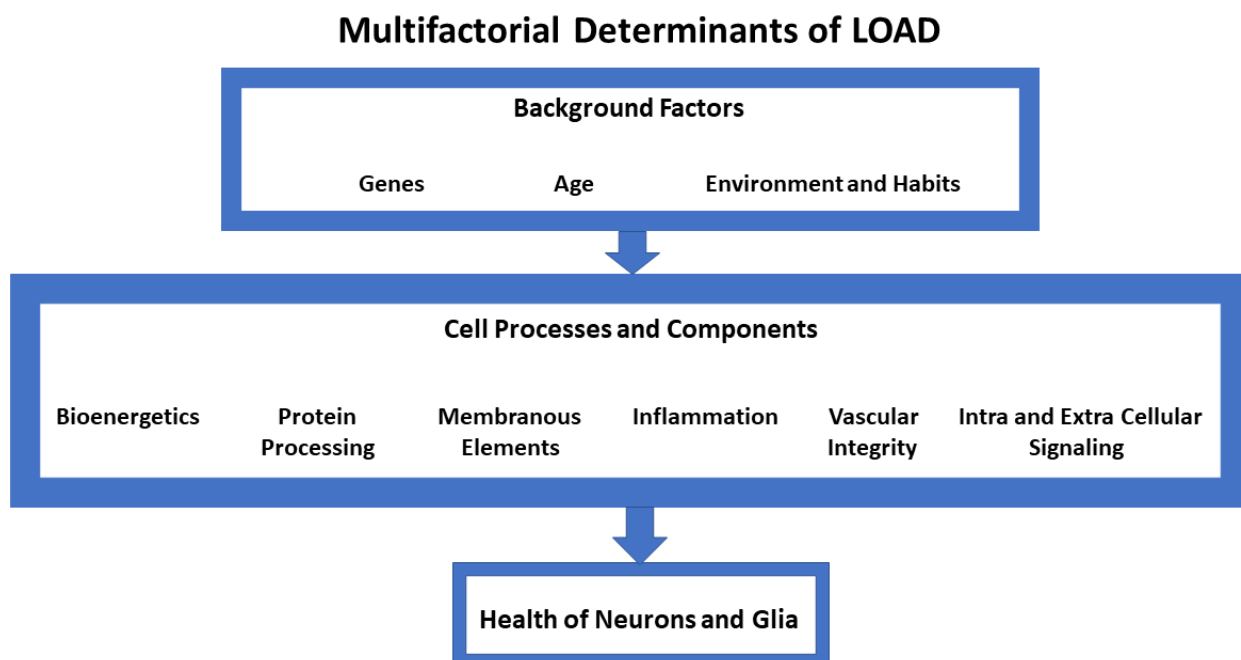 Multifactorial Determinants of LOAD
Background Factors
Genes Age Environment and Habits
Cell Processes and Components
Bioenergetics Protein Membranous Inflammation Vascular Intra and Extra Cellular
Processing Elements Integrity Signaling
Health of Neurons and Glia